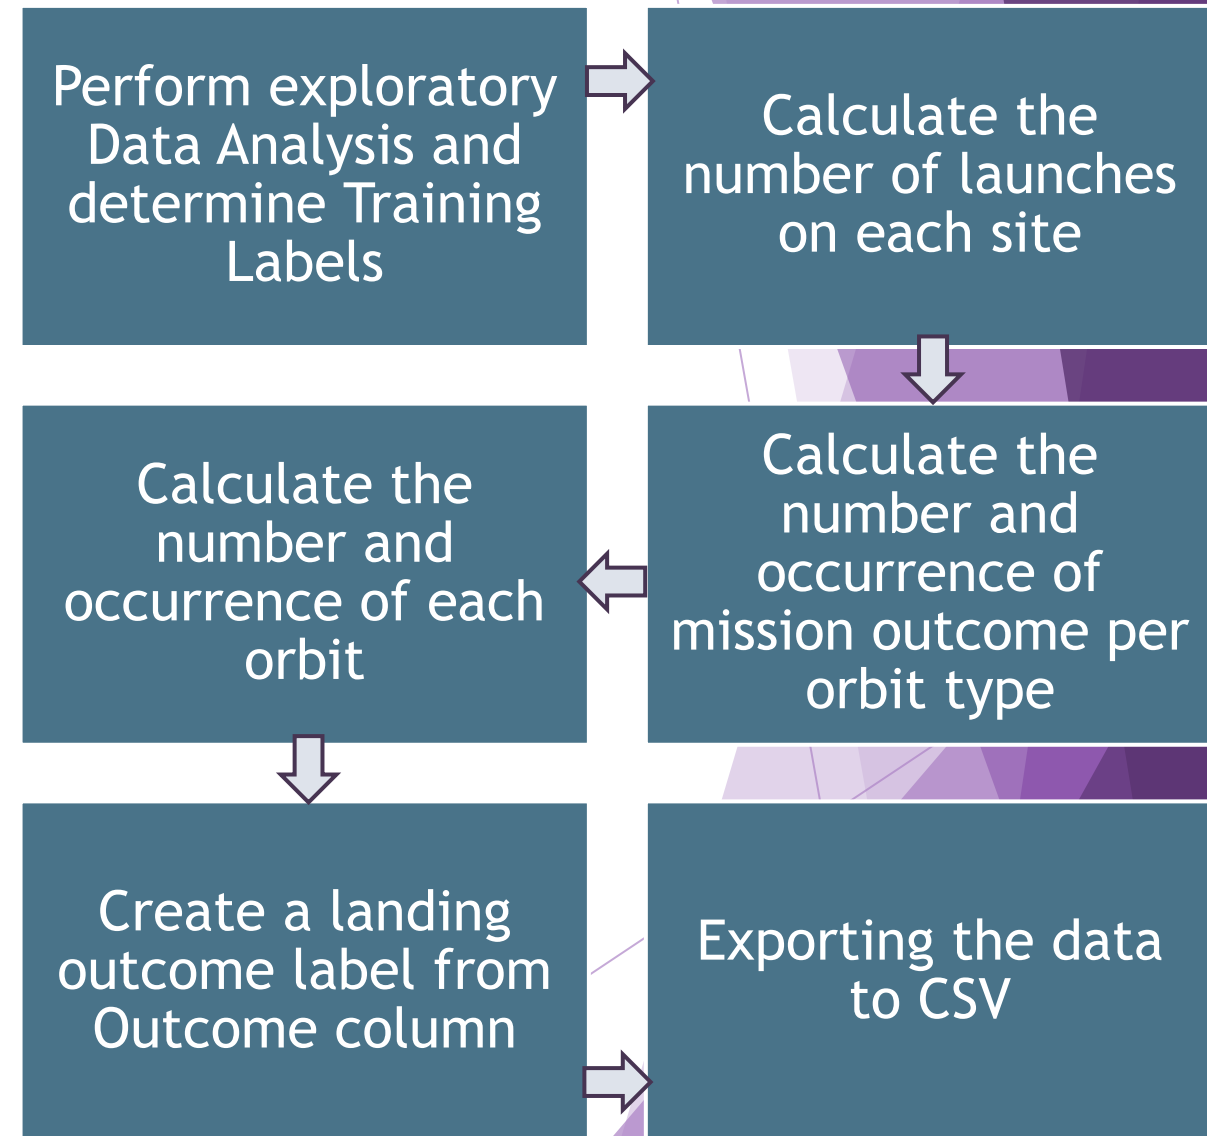 Perform exploratory
Data Analysis and
determine Training
Labels
Calculate the
number of launches
on each site
Calculate the
number and
occurrence of
mission outcome per
orbit type
Calculate the
number and
occurrence of each
orbit
Create a landing
outcome label from
Outcome column
Exporting the data
to CSV